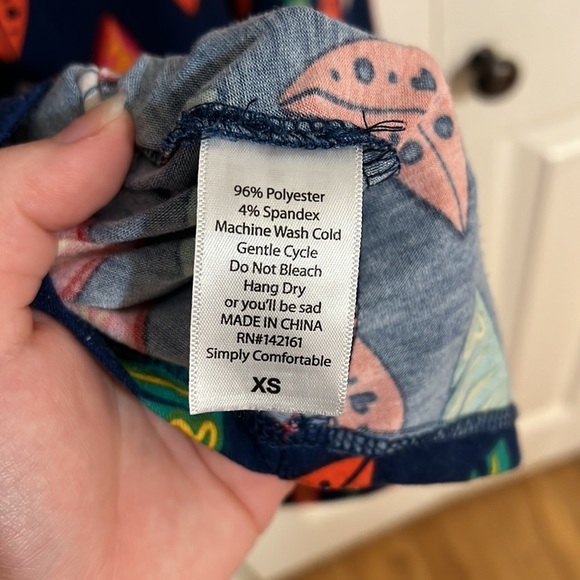 96% Polyester
4% Spandex
Machine Wash Cold
Gentle Cycle
Do Not Bleach
Hang Dry
or you'll be sad
MADE IN CHINA
RN#142161
Simply Comfortable
XS